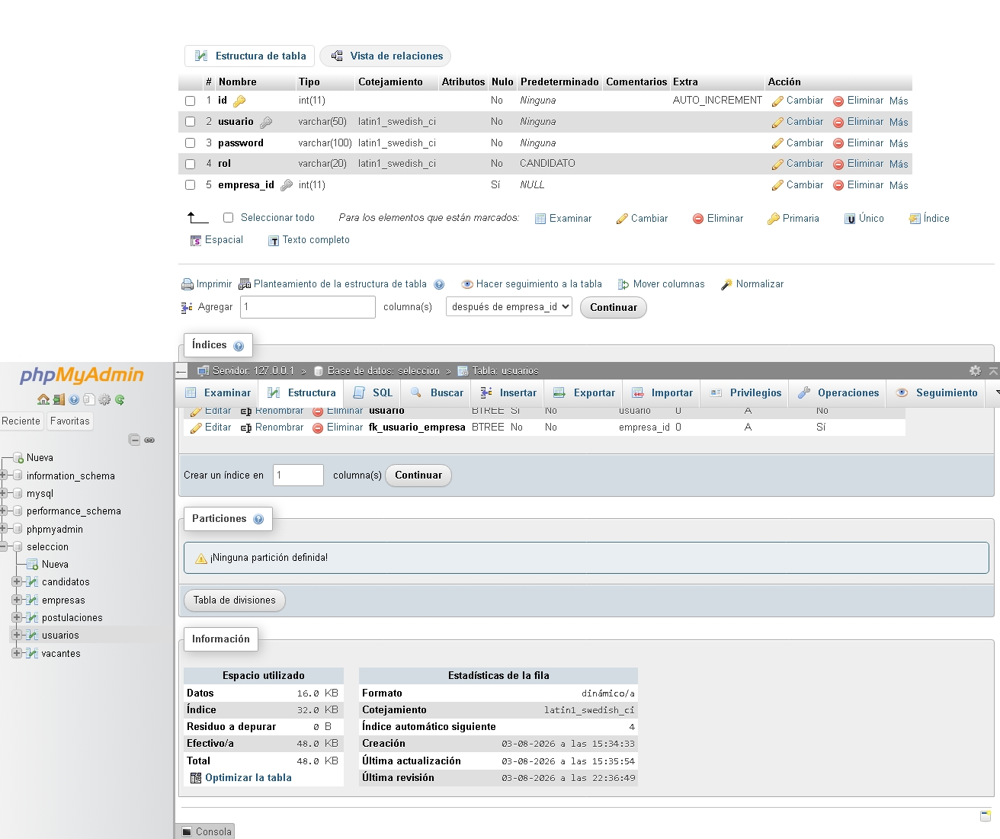 Estructura de tabla Vista de relaciones
# Nombre Tipo Cotejamiento Atributos Nulo Predeterminado Comentarios Extra Acción
1 id int(11) No Ninguna AUTO_INCREMENT Cambiar Eliminar Más
2 usuario varchar(50) latin1_swedish_ci No Ninguna Cambiar Eliminar Más
3 password varchar(100) latin1_swedish_ci No Ninguna Cambiar Eliminar Más
4 rol varchar(20) latin1_swedish_ci No CANDIDATO Cambiar Eliminar Más
5 empresa_id int(11) Sí NULL Cambiar Eliminar Más
Seleccionar todo Para los elementos que están marcados: Examinar Cambiar Eliminar Primaria Único Índice
Espacial Texto completo
Imprimir Planteamiento de la estructura de tabla Hacer seguimiento a la tabla Mover columnas Normalizar
Agregar 1 columna(s) después de empresa_id Continuar
Índices
phpMyAdmin
Reciente Favoritas
Nueva
information_schema
mysql
performance_schema
phpmyadmin
seleccion
Nueva
candidatos
empresas
postulaciones
usuarios
vacantes
Servidor: 127.0.0.1 » Base de datos: seleccion » Tabla: usuarios
Examinar Estructura SQL Buscar Insertar Exportar Importar Privilegios Operaciones Seguimiento
Editar Renombrar Eliminar usuario BTREE Sí No usuario 0 A No
Editar Renombrar Eliminar fk_usuario_empresa BTREE No No empresa_id 0 A Sí
Crear un índice en 1 columna(s) Continuar
Particiones
¡Ninguna partición definida!
Tabla de divisiones
Información
Espacio utilizado
Datos 16.0 KB
Índice 32.0 KB
Residuo a depurar 0 B
Efectivo/a 48.0 KB
Total 48.0 KB
Optimizar la tabla
Estadísticas de la fila
Formato dinámico/a
Cotejamiento latin1_swedish_ci
Índice automático siguiente 4
Creación 03-08-2026 a las 15:34:33
Última actualización 03-08-2026 a las 15:35:54
Última revisión 03-08-2026 a las 22:36:49
Consola